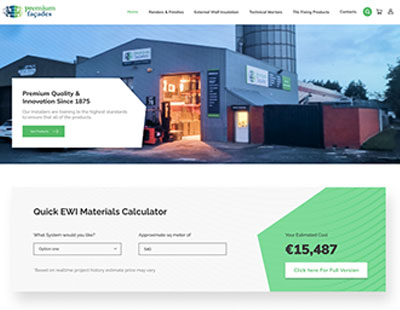 premium
façades
Home
Renders & Finishes
External Wall Insulation
Technical Mortars
Tile Fixing Products
Contacts
Premium Quality &
Innovation Since 1875
Our installers are training to the highest standards
to ensure that all of the products.
Our Products
Quick EWI Materials Calculator
What System would you like?
Approximate sq meter of
Your Estimated Cost
Option one
€15,487
Click here For Full Version
*Based on realtime project history estimate price may vary